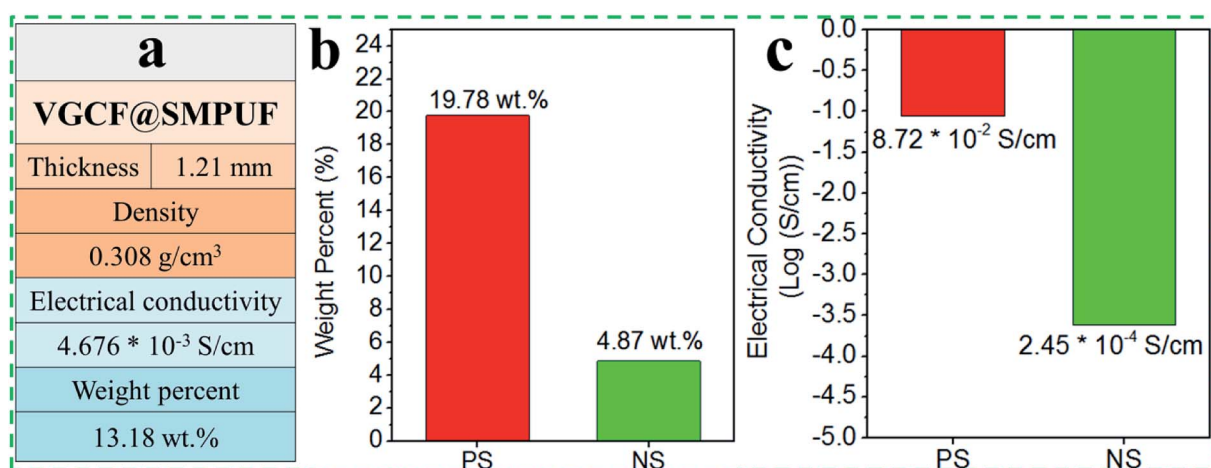 a
VGCF@SMPUF
Thickness 1.21 mm
Density
0.308 g/cm³
Electrical conductivity
4.676 * 10⁻³ S/cm
Weight percent
13.18 wt.%
b
Weight Percent (%)
24
22
20
18
16
14
12
10
8
6
4
2
0
19.78 wt.%
4.87 wt.%
PS NS
c
Electrical Conductivity
(Log (S/cm))
0.0
-0.5
-1.0
-1.5
-2.0
-2.5
-3.0
-3.5
-4.0
-4.5
-5.0
8.72 * 10⁻² S/cm
2.45 * 10⁻⁴ S/cm
PS NS